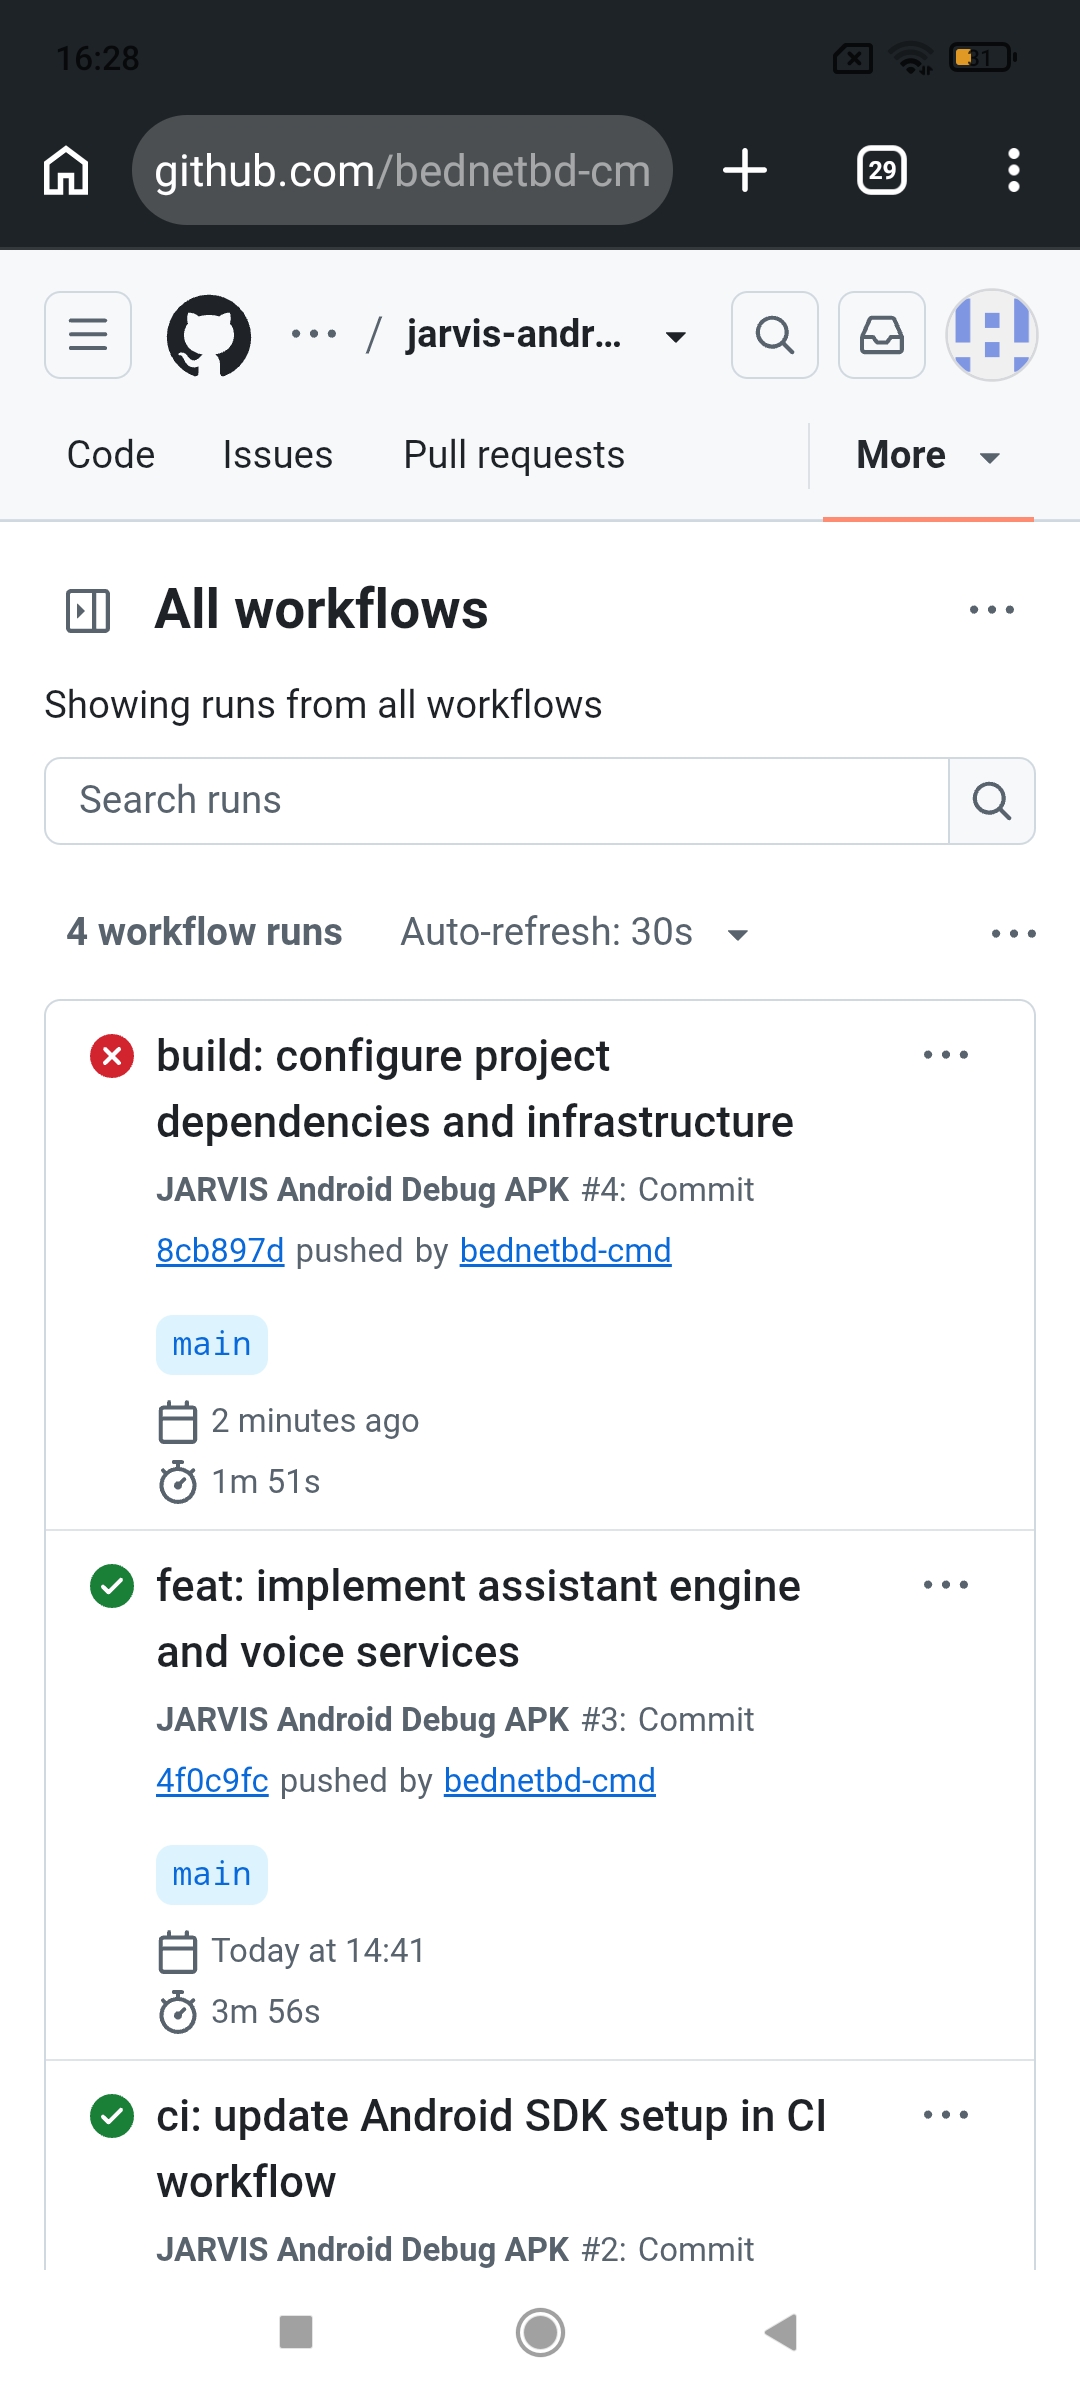 16:28
31
github.com/bednetbd-cm
29
/ jarvis-andr...
Code Issues Pull requests More
All workflows
Showing runs from all workflows
Search runs
4 workflow runs Auto-refresh: 30s
build: configure project
dependencies and infrastructure
JARVIS Android Debug APK #4: Commit
8cb897d pushed by bednetbd-cmd
main
2 minutes ago
1m 51s
feat: implement assistant engine
and voice services
JARVIS Android Debug APK #3: Commit
4f0c9fc pushed by bednetbd-cmd
main
Today at 14:41
3m 56s
ci: update Android SDK setup in CI
workflow
JARVIS Android Debug APK #2: Commit